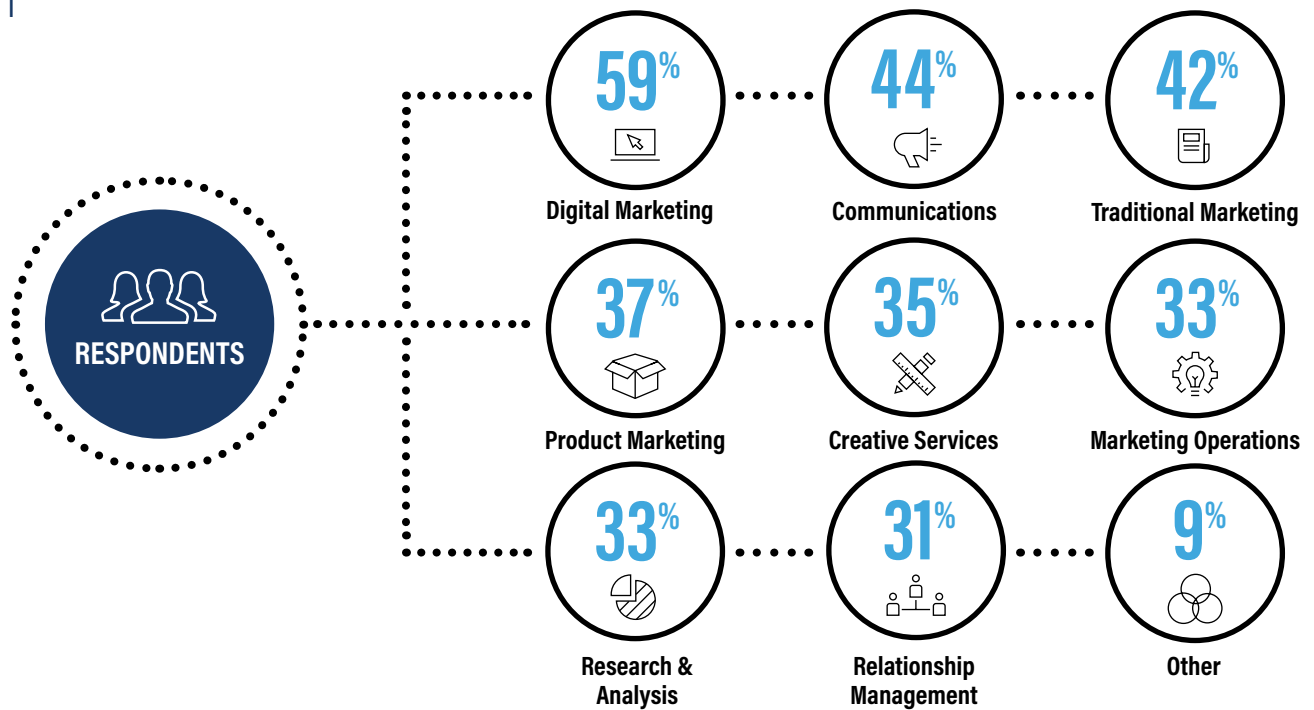 RESPONDENTS
59%
Digital Marketing
44%
Communications
42%
Traditional Marketing
37%
Product Marketing
35%
Creative Services
33%
Marketing Operations
33%
Research &
Analysis
31%
Relationship
Management
9%
Other